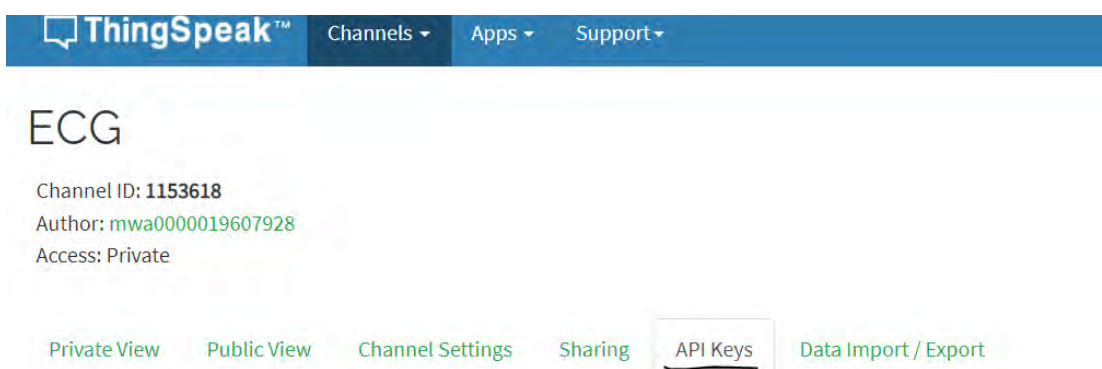 ThingSpeak™ Channels Apps Support
ECG
Channel ID: 1153618
Author: mwa0000019607928
Access: Private
Private View Public View Channel Settings Sharing API Keys Data Import / Export